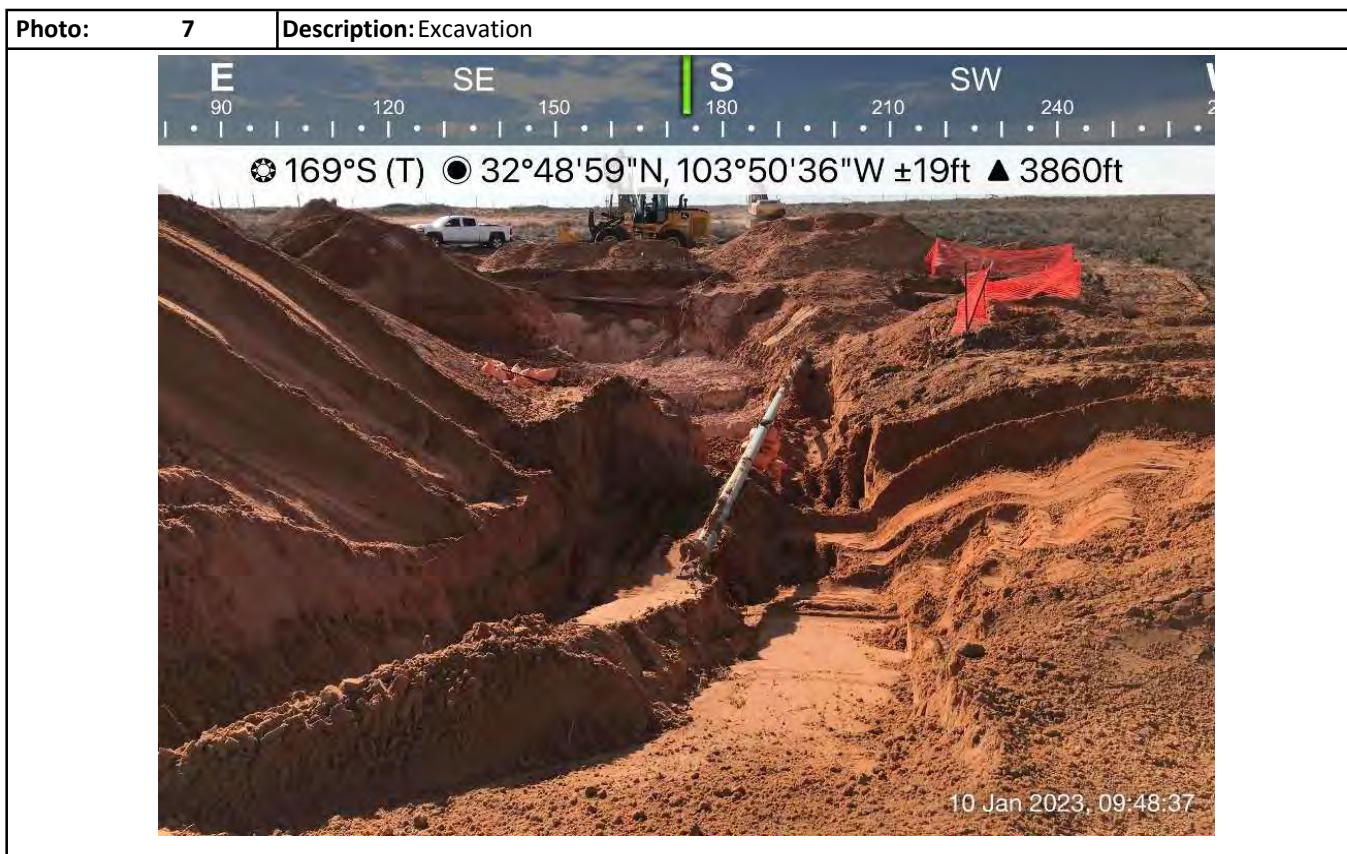 Photo: 7 Description: Excavation
E SE S SW
90 120 150 180 210 240
169°S (T) 32°48'59"N, 103°50'36"W ±19ft ▲ 3860ft
10 Jan 2023, 09:48:37